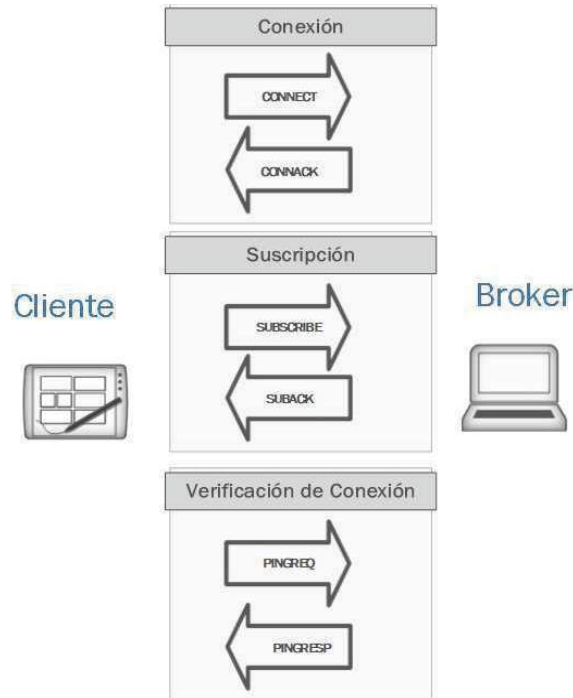 Conexión
CONNECT
CONNACK
Suscripción
Cliente
Broker
SUBSCRIBE
SUBACK
Verificación de Conexión
PINGREQ
PINGRESP